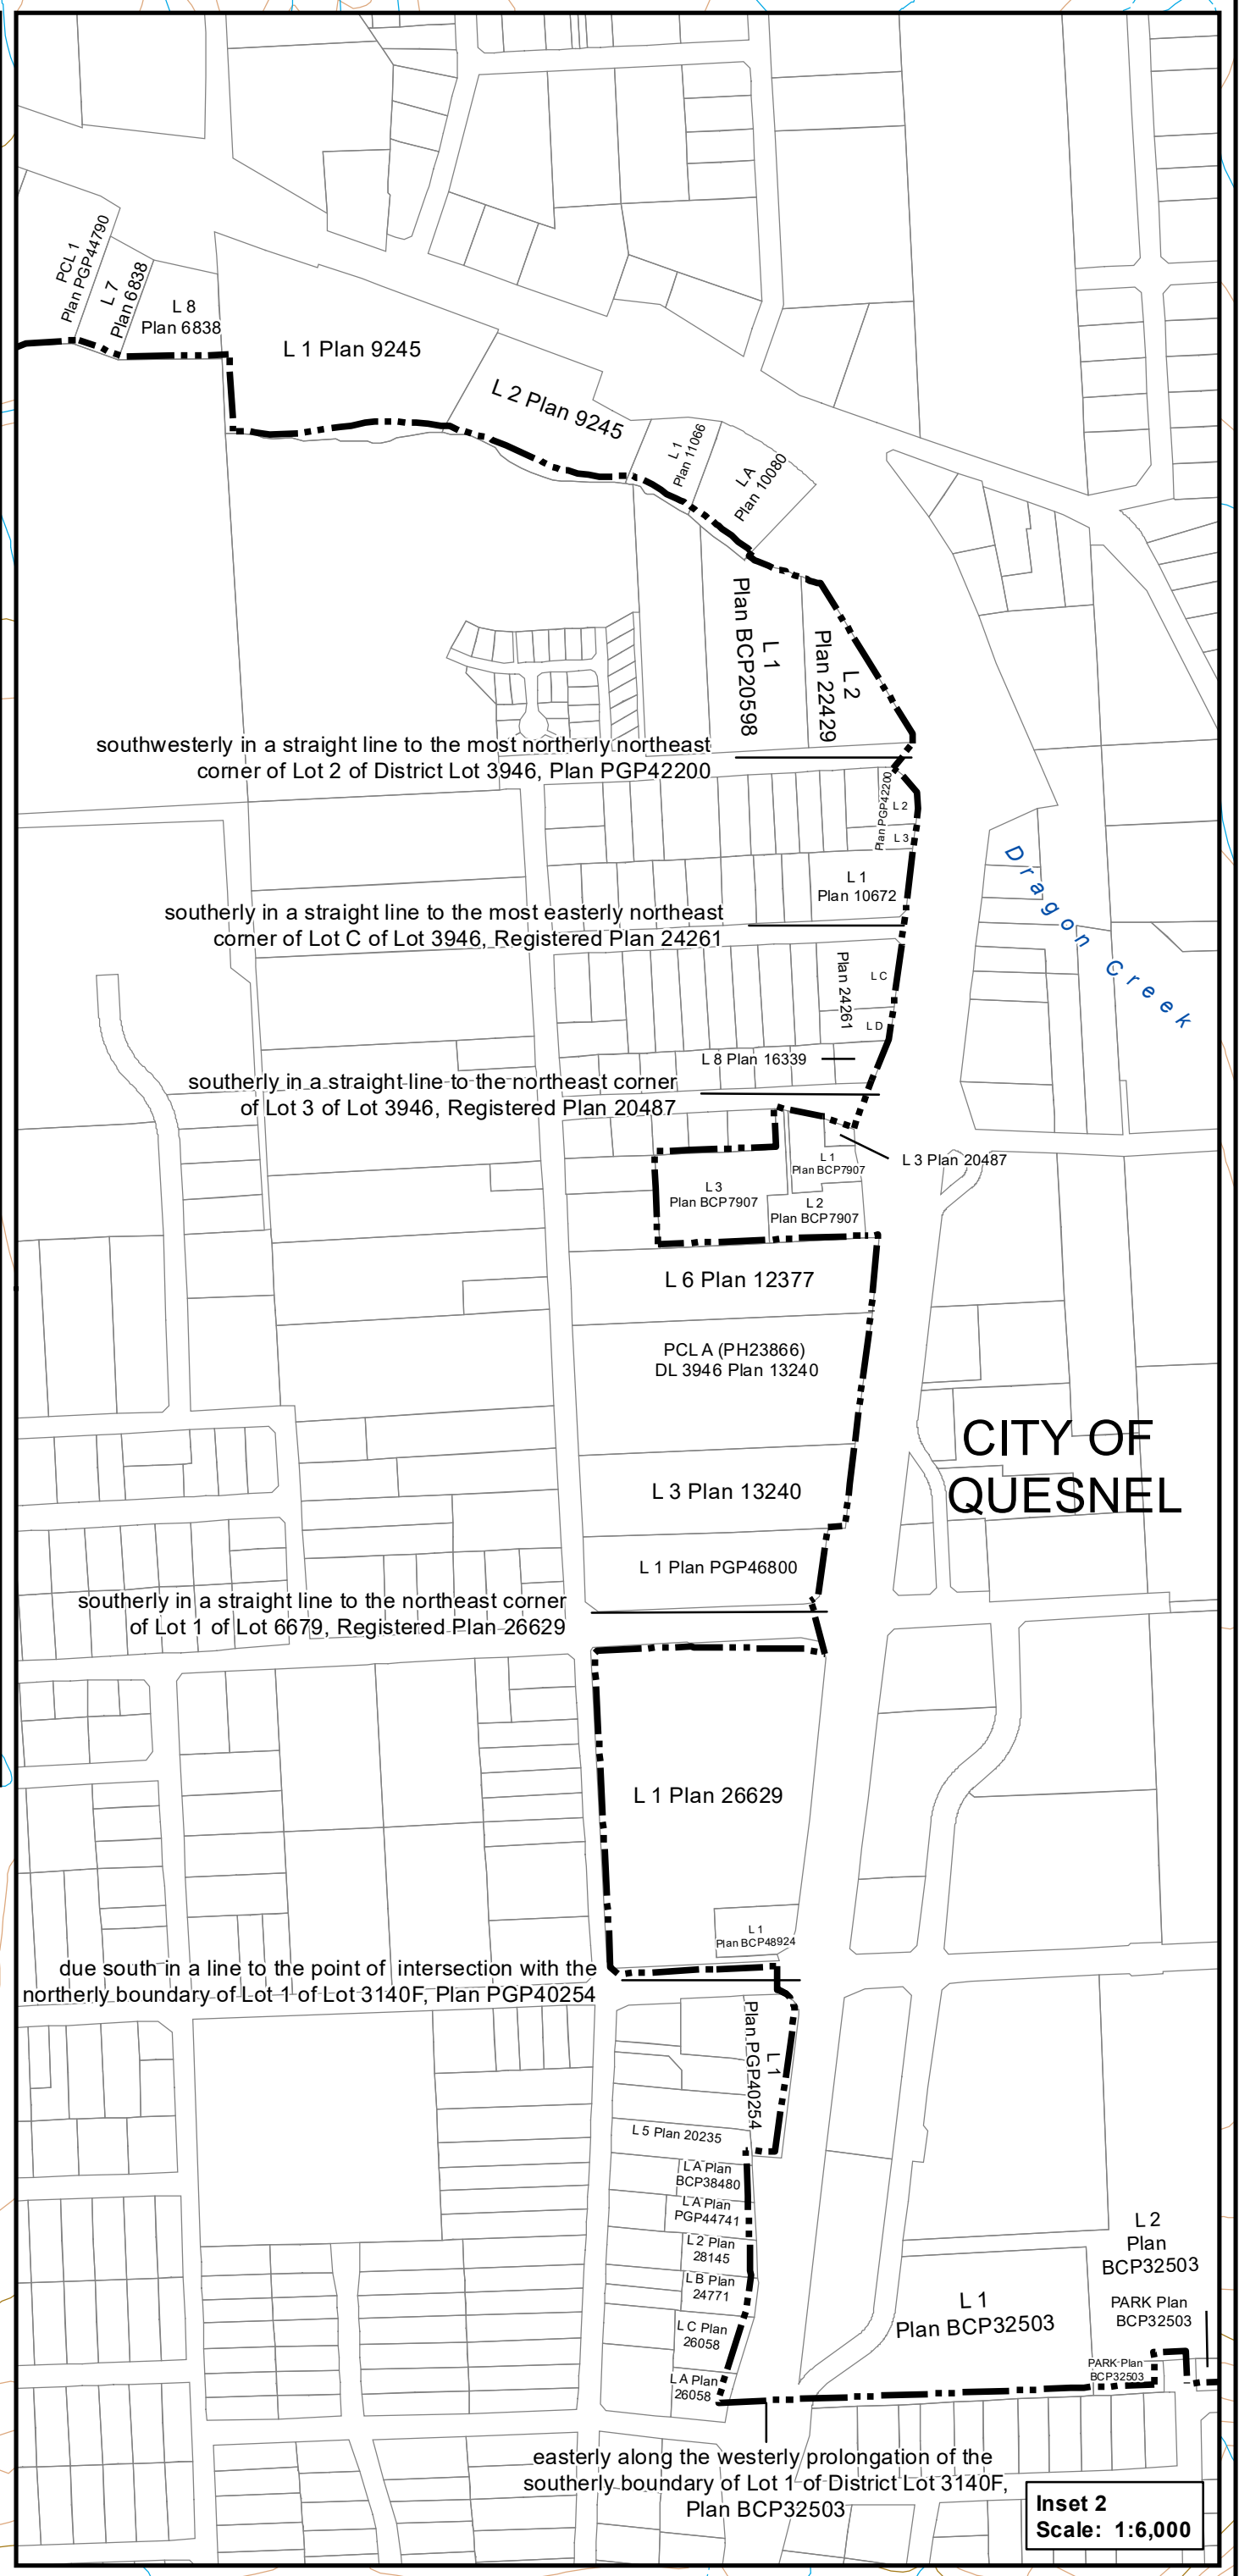 PCL 1
Plan PGP44790
L 7
Plan 6838
L 8
Plan 6838
L 1 Plan 9245
L 2 Plan 9245
L 1
Plan 11066
L A
Plan 10080
L 1
Plan BCP20598
L 2
Plan 22429
southwesterly in a straight line to the most northerly northeast
corner of Lot 2 of District Lot 3946, Plan PGP42200
Plan PGP42200
L 2
L 3
L 1
Plan 10672
Dragon Creek
southerly in a straight line to the most easterly northeast
corner of Lot C of Lot 3946, Registered Plan 24261
Plan 24261
L C
L D
L 8 Plan 16339
southerly in a straight line to the northeast corner
of Lot 3 of Lot 3946, Registered Plan 20487
L 3 Plan 20487
L 1
Plan BCP7907
L 3
Plan BCP7907
L 2
Plan BCP7907
L 6 Plan 12377
PCL A (PH23866)
DL 3946 Plan 13240
CITY OF
QUESNEL
L 3 Plan 13240
L 1 Plan PGP46800
southerly in a straight line to the northeast corner
of Lot 1 of Lot 6679, Registered Plan 26629
L 1 Plan 26629
L 1
Plan BCP48924
due south in a line to the point of intersection with the
northerly boundary of Lot 1 of Lot 3140F, Plan PGP40254
L 1
Plan PGP40254
L 5 Plan 20235
L A Plan
BCP38480
L A Plan
PGP44741
L 2 Plan
28145
L B Plan
24771
L C Plan
26058
L A Plan
26058
L 1
Plan BCP32503
L 2
Plan
BCP32503
PARK Plan
BCP32503
PARK Plan
BCP32503
easterly along the westerly prolongation of the
southerly boundary of Lot 1 of District Lot 3140F,
Plan BCP32503
Inset 2
Scale: 1:6,000